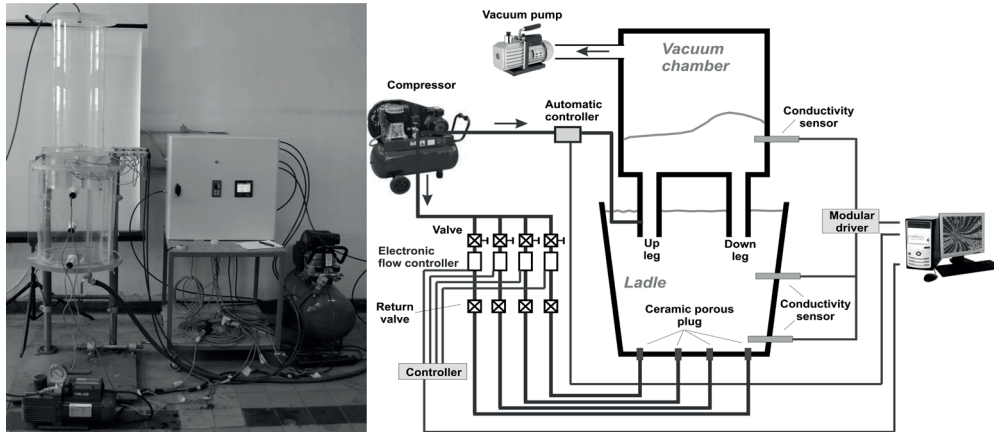 Vacuum pump
Vacuum
chamber
Compressor
Automatic
controller
Conductivity
sensor
Valve
Electronic
flow controller
Up
leg
Down
leg
Modular
driver
Ladle
Return
valve
Ceramic porous
plug
Conductivity
sensor
Controller